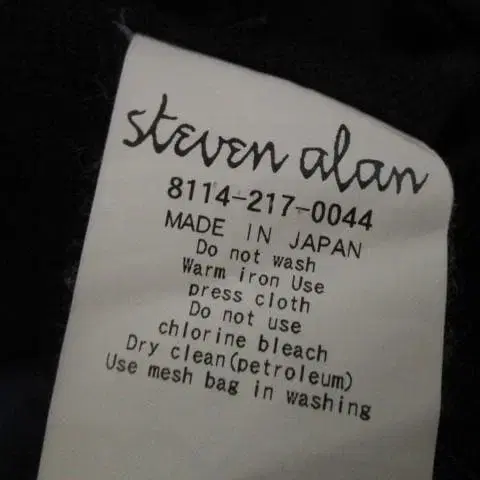 steven alan
8114-217-0044
MADE IN JAPAN
Do not wash
Warm iron Use
press cloth
Do not use
chlorine bleach
Dry clean(petroleum)
Use mesh bag in washing